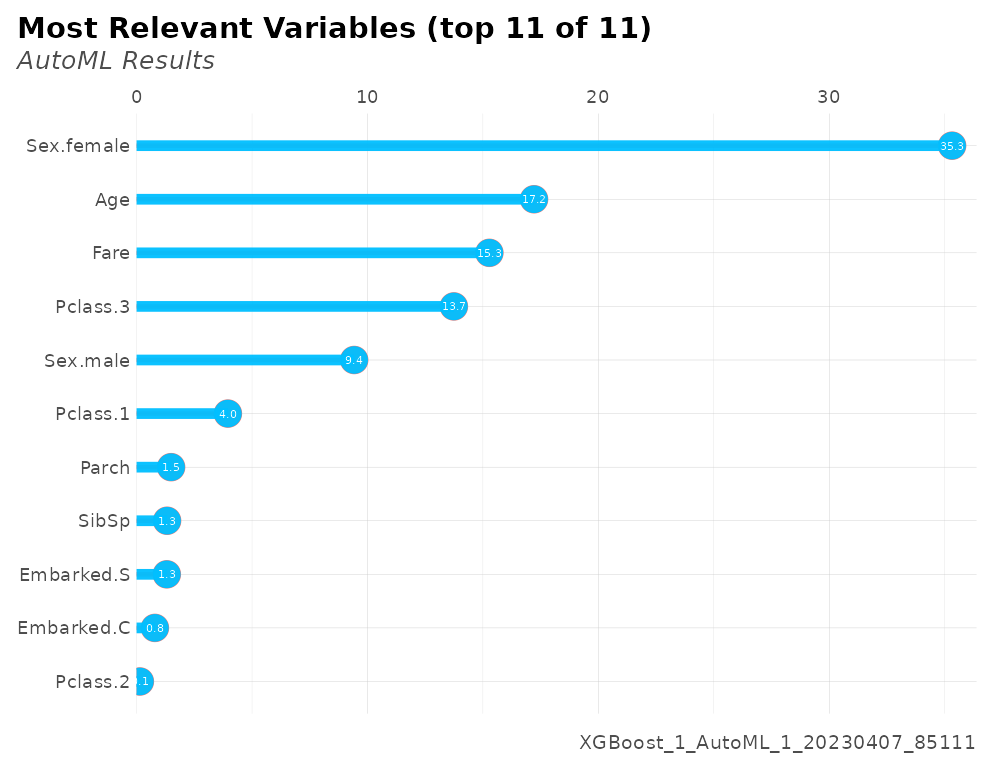 Most Relevant Variables (top 11 of 11)
AutoML Results
0 10 20 30
Sex.female 35.3
Age 17.2
Fare 15.3
Pclass.3 13.7
Sex.male 9.4
Pclass.1 4.0
Parch 1.5
SibSp 1.3
Embarked.S 1.3
Embarked.C 0.8
Pclass.2 .1
XGBoost_1_AutoML_1_20230407_85111